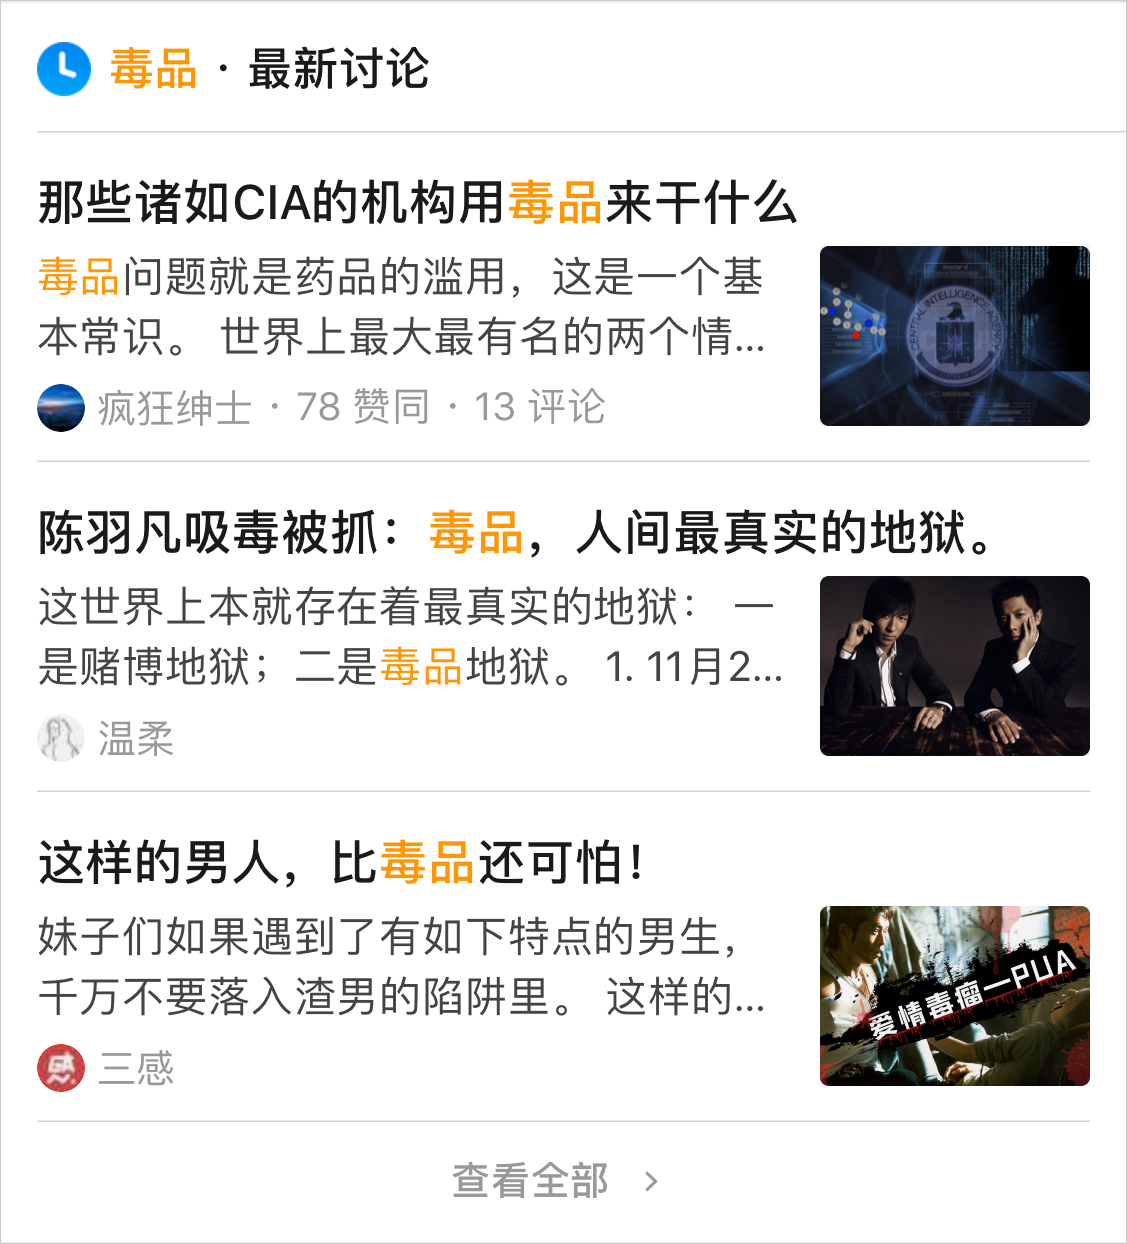 毒品 · 最新讨论
那些诸如CIA的机构用毒品来干什么
毒品问题就是药品的滥用，这是一个基
本常识。 世界上最大最有名的两个情...
疯狂绅士 · 78 赞同 · 13 评论
CENTRAL INTELLIGENCE AGENCY
陈羽凡吸毒被抓：毒品，人间最真实的地狱。
这世界上本就存在着最真实的地狱： 一
是赌博地狱；二是毒品地狱。 1. 11月2...
温柔
这样的男人，比毒品还可怕！
妹子们如果遇到了有如下特点的男生，
千万不要落入渣男的陷阱里。 这样的...
爱情毒瘤—PUA
三感
查看全部 >